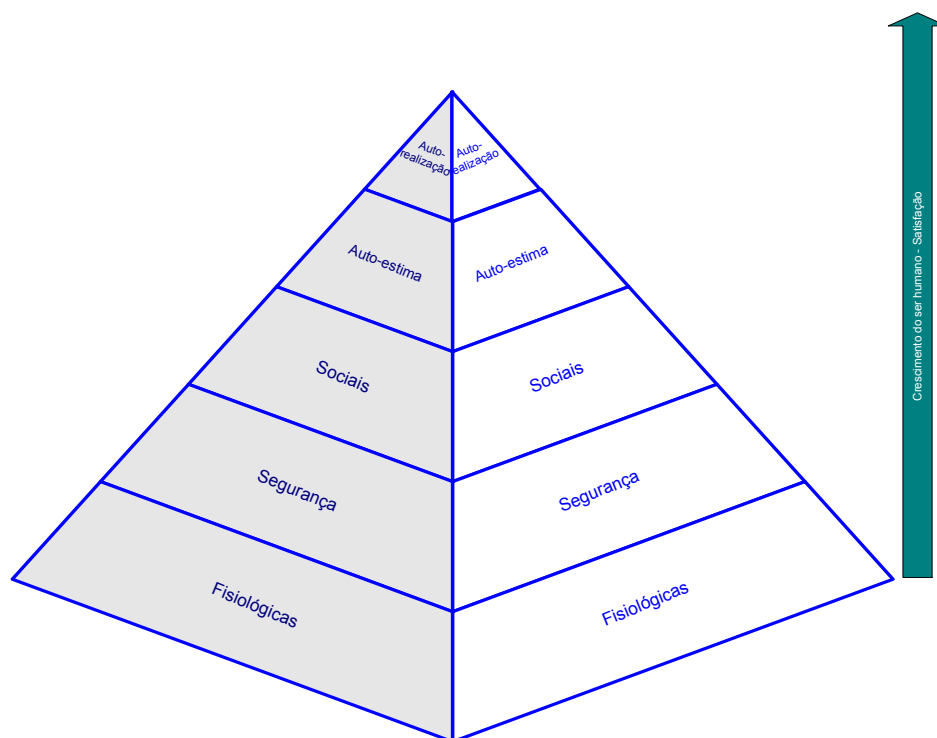 Auto-
realização
Auto-
realização
Auto-estima
Auto-estima
Sociais
Sociais
Segurança
Segurança
Fisiológicas
Fisiológicas
Crescimento do ser humano - Satisfação